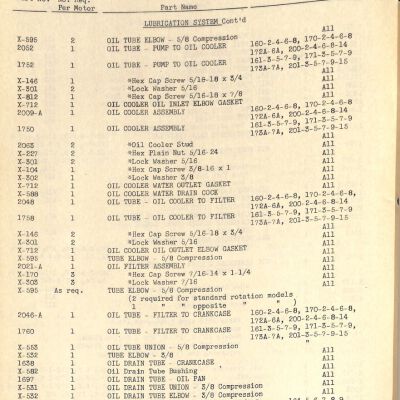 Per Motor Part Name
LUBRICATION SYSTEM Cont'd
All
X-595 2 OIL TUBE ELBOW - 5/8 Compression All
2052 1 OIL TUBE - PUMP TO OIL COOLER 160-2-4-6-8, 170-2-4-6-8
172A-6A, 200-2-4-6-8-14
1752 1 OIL TUBE - PUMP TO OIL COOLER 161-3-5-7-9, 171-3-5-7-9,
173A-7A, 201-3-5-7-9-15
X-146 1 *Hex Cap Screw 5/16-18 x 3/4 All
X-301 2 *Lock Washer 5/16 All
X-812 1 *Hex Cap Screw 5/16-18 x 7/8 All
X-712 1 OIL COOLER OIL INLET ELBOW GASKET All
2009-A 1 OIL COOLER ASSEMBLY 160-2-4-6-8, 170-2-4-6-8
172A-6A, 200-2-4-6-8-14
1750 1 OIL COOLER ASSEMBLY 161-3-5-7-9, 171-3-5-7-9,
173A-7A, 201-3-5-7-9-15
2063 2 *Oil Cooler Stud All
X-227 2 *Hex Plain Nut 5/16-24 All
X-301 2 *Lock Washer 5/16 All
X-104 1 *Hex Cap Screw 3/8-16 x 1 All
X-302 1 *Lock Washer 3/8 All
X-712 1 OIL COOLER WATER OUTLET GASKET All
X-588 1 OIL COOLER WATER DRAIN COCK All
2048 1 OIL TUBE - OIL COOLER TO FILTER 160-2-4-6-8, 170-2-4-6-8
172A-6A, 200-2-4-6-8-14
1758 1 OIL TUBE - OIL COOLER TO FILTER 161-3-5-7-9, 171-3-5-7-9,
173A-7A, 201-3-5-7-9-15
X-146 2 *Hex Cap Screw 5/16-18 x 3/4 All
X-301 2 *Lock Washer 5/16 All
X-712 1 OIL COOLER OIL OUTLET ELBOW GASKET All
X-595 1 TUBE ELBOW - 5/8 Compression All
2021-A 1 OIL FILTER ASSEMBLY All
X-170 3 *Hex Cap Screw 7/16-14 x 1-1/4 All
X-303 3 *Lock Washer 7/16 All
X-595 As req. TUBE ELBOW - 5/8 Compression All
(2 required for standard rotation models
1 " " opposite " " )
2046-A 1 OIL TUBE - FILTER TO CRANKCASE 160-2-4-6-8, 170-2-4-6-8,
172A-6A, 200-2-4-6-8-14
1760 1 OIL TUBE - FILTER TO CRANKCASE 161-3-5-7-9, 171-3-5-7-9,
173A-7A, 201-3-5-7-9-15
X-553 1 OIL TUBE UNION - 5/8 Compression "
X-532 1 TUBE ELBOW - 3/8 All
1638 1 OIL DRAIN TUBE - CRANKCASE All
X-582 1 Oil Drain Tube Bushing All
1697 1 OIL DRAIN TUBE - OIL PAN All
X-531 1 OIL DRAIN TUBE UNION - 3/8 Compression All
X-532 1 OIL DRAIN TUBE ELBOW - 3/8 Compression All